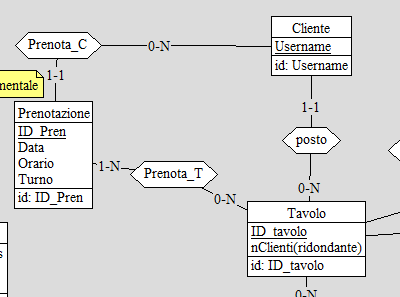 Cliente
Username
id: Username
Prenota_C
0-N
1-1
mentale
Prenotazione
ID_Pren
Data
Orario
Turno
id: ID_Pren
1-N
Prenota_T
0-N
1-1
posto
0-N
Tavolo
ID_tavolo
nClienti(ridondante)
id: ID_tavolo
0-N
s